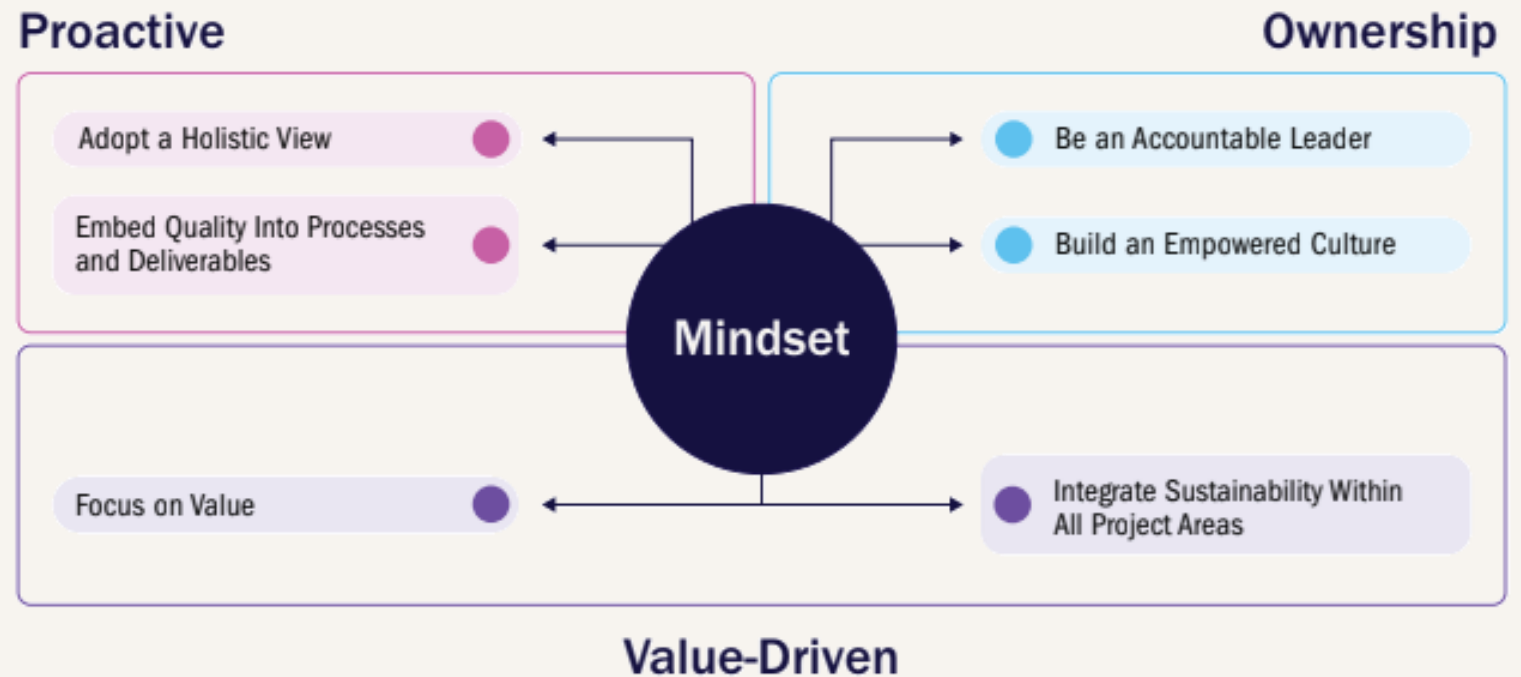 Proactive
Ownership
Adopt a Holistic View
Be an Accountable Leader
Embed Quality Into Processes
and Deliverables
Build an Empowered Culture
Mindset
Focus on Value
Integrate Sustainability Within
All Project Areas
Value-Driven